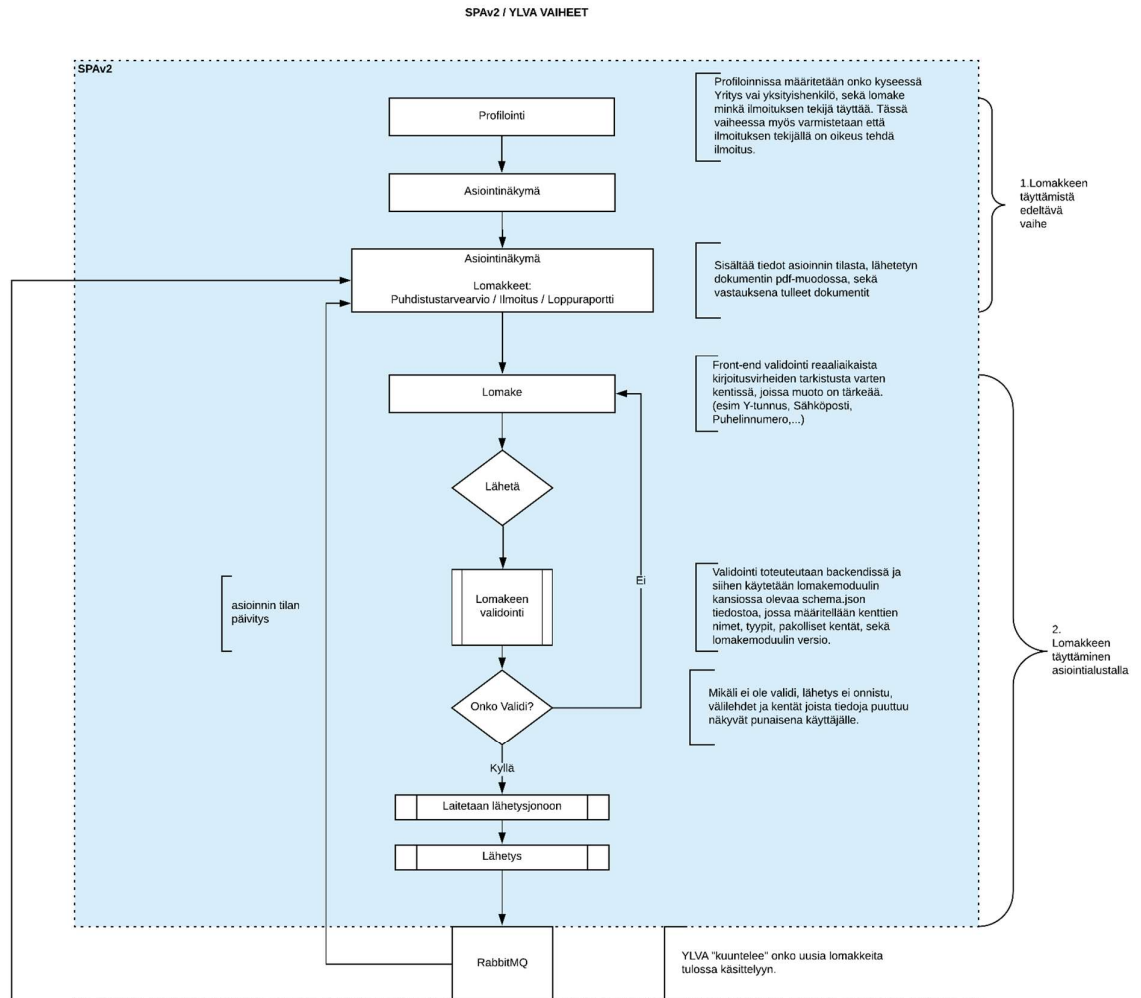 SPAv2 / YLVA VAIHEET
SPAv2
Profilointi
Profiloinnissa määritetään onko kyseessä
Yritys vai yksityishenkilö, sekä lomake
minkä ilmoituksen tekijä täyttää. Tässä
vaiheessa myös varmistetaan että
ilmoituksen tekijällä on oikeus tehdä
ilmoitus.
Asiointinäkymä
1.Lomakkeen
täyttämistä
edeltävä
vaihe
Asiointinäkymä
Lomakkeet:
Puhdistustarvearvio / Ilmoitus / Loppuraportti
Sisältää tiedot asioinnin tilasta, lähetetyn
dokumentin pdf-muodossa, sekä
vastauksena tulleet dokumentit
Lomake
Front-end validointi reaaliaikaista
kirjoitusvirheiden tarkistusta varten
kentissä, joissa muoto on tärkeää.
(esim Y-tunnus, Sähköposti,
Puhelinnumero,...)
Lähetä
Ei
asioinnin tilan
päivitys
Lomakeen
validointi
Validointi toteuteutaan backendissä ja
siihen käytetään lomakemoduulin
kansiossa olevaa schema.json
tiedostoa, jossa määritellään kenttien
nimet, tyypit, pakolliset kentät, sekä
lomakemoduulin versio.
2.
Lomakkeen
täyttäminen
asiointialustalla
Onko Validi?
Mikäli ei ole validi, lähetys ei onnistu,
välilehdet ja kentät joista tiedoja puuttuu
näkyvät punaisena käyttäjälle.
Kyllä
Laitetaan lähetysjonoon
Lähetys
RabbitMQ
YLVA "kuuntelee" onko uusia lomakkeita
tulossa käsittelyyn.